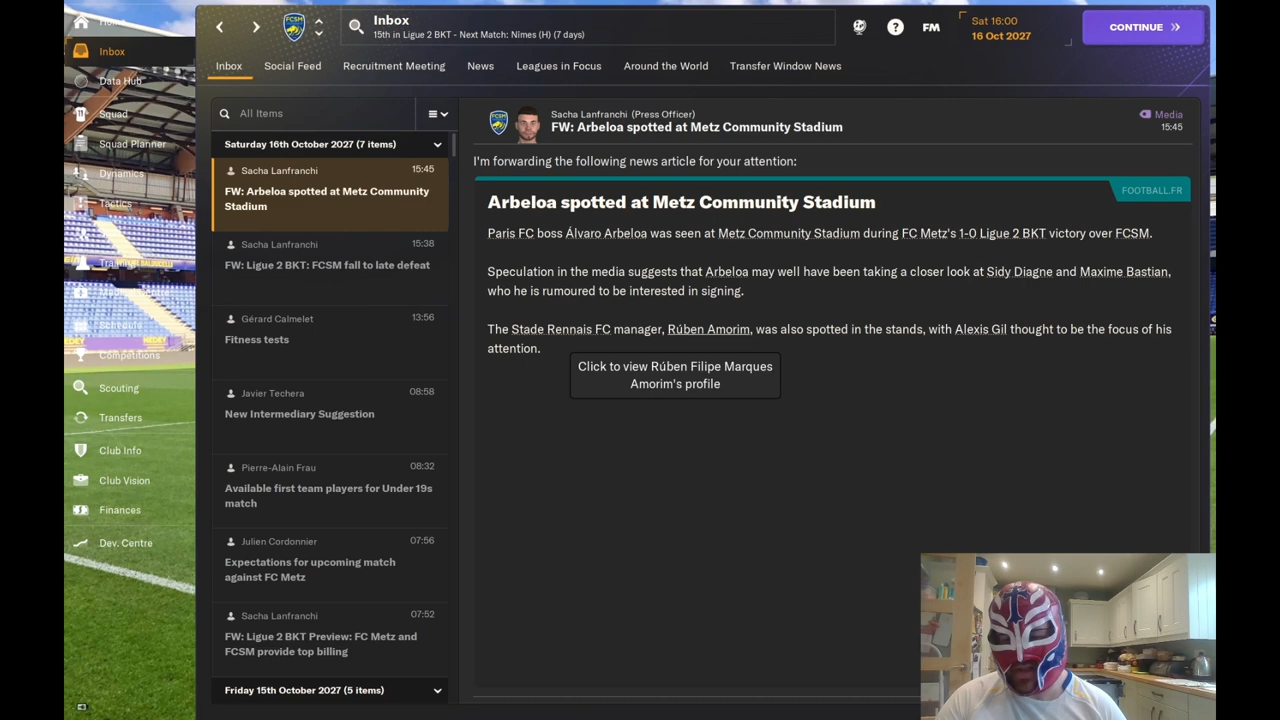 Home
Inbox
Data Hub
Squad
Squad Planner
Dynamics
Tactics
Schedule
Competitions
Scouting
Transfers
Club Info
Club Vision
Finances
Dev. Centre
FCSM
Inbox
15th in Ligue 2 BKT - Next Match: Nimes (H) (7 days)
?
FM
Sat 16:00
16 Oct 2027
CONTINUE
Inbox
Social Feed
Recruitment Meeting
News
Leagues in Focus
Around the World
Transfer Window News
All Items
Saturday 16th October 2027 (7 items)
Sacha Lanfranchi 15:45
FW: Arbeloa spotted at Metz Community
Stadium
Sacha Lanfranchi 15:38
FW: Ligue 2 BKT: FCSM fall to late defeat
Gérard Calmelet 13:56
Fitness tests
Javier Techera 08:58
New Intermediary Suggestion
Pierre-Alain Frau 08:32
Available first team players for Under 19s
match
Julien Cordonnier 07:56
Expectations for upcoming match
against FC Metz
Sacha Lanfranchi 07:52
FW: Ligue 2 BKT Preview: FC Metz and
FCSM provide top billing
Friday 15th October 2027 (5 items)
FCSM
Sacha Lanfranchi (Press Officer)
FW: Arbeloa spotted at Metz Community Stadium
Media
15:45
I'm forwarding the following news article for your attention:
FOOTBALL.FR
Arbeloa spotted at Metz Community Stadium
Paris FC boss Álvaro Arbeloa was seen at Metz Community Stadium during FC Metz's 1-0 Ligue 2 BKT victory over FCSM.
Speculation in the media suggests that Arbeloa may well have been taking a closer look at Sidy Diagne and Maxime Bastian,
who he is rumoured to be interested in signing.
The Stade Rennais FC manager, Rúben Amorim, was also spotted in the stands, with Alexis Gil thought to be the focus of his
attention.
Click to view Rúben Filipe Marques
Amorim's profile